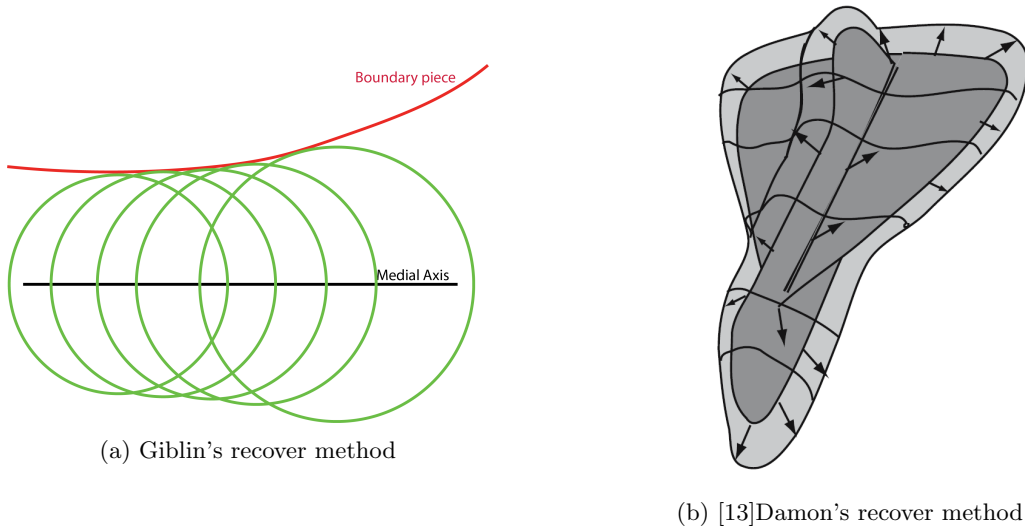 Boundary piece
Medial Axis
(a) Giblin's recover method
(b) [13]Damon's recover method